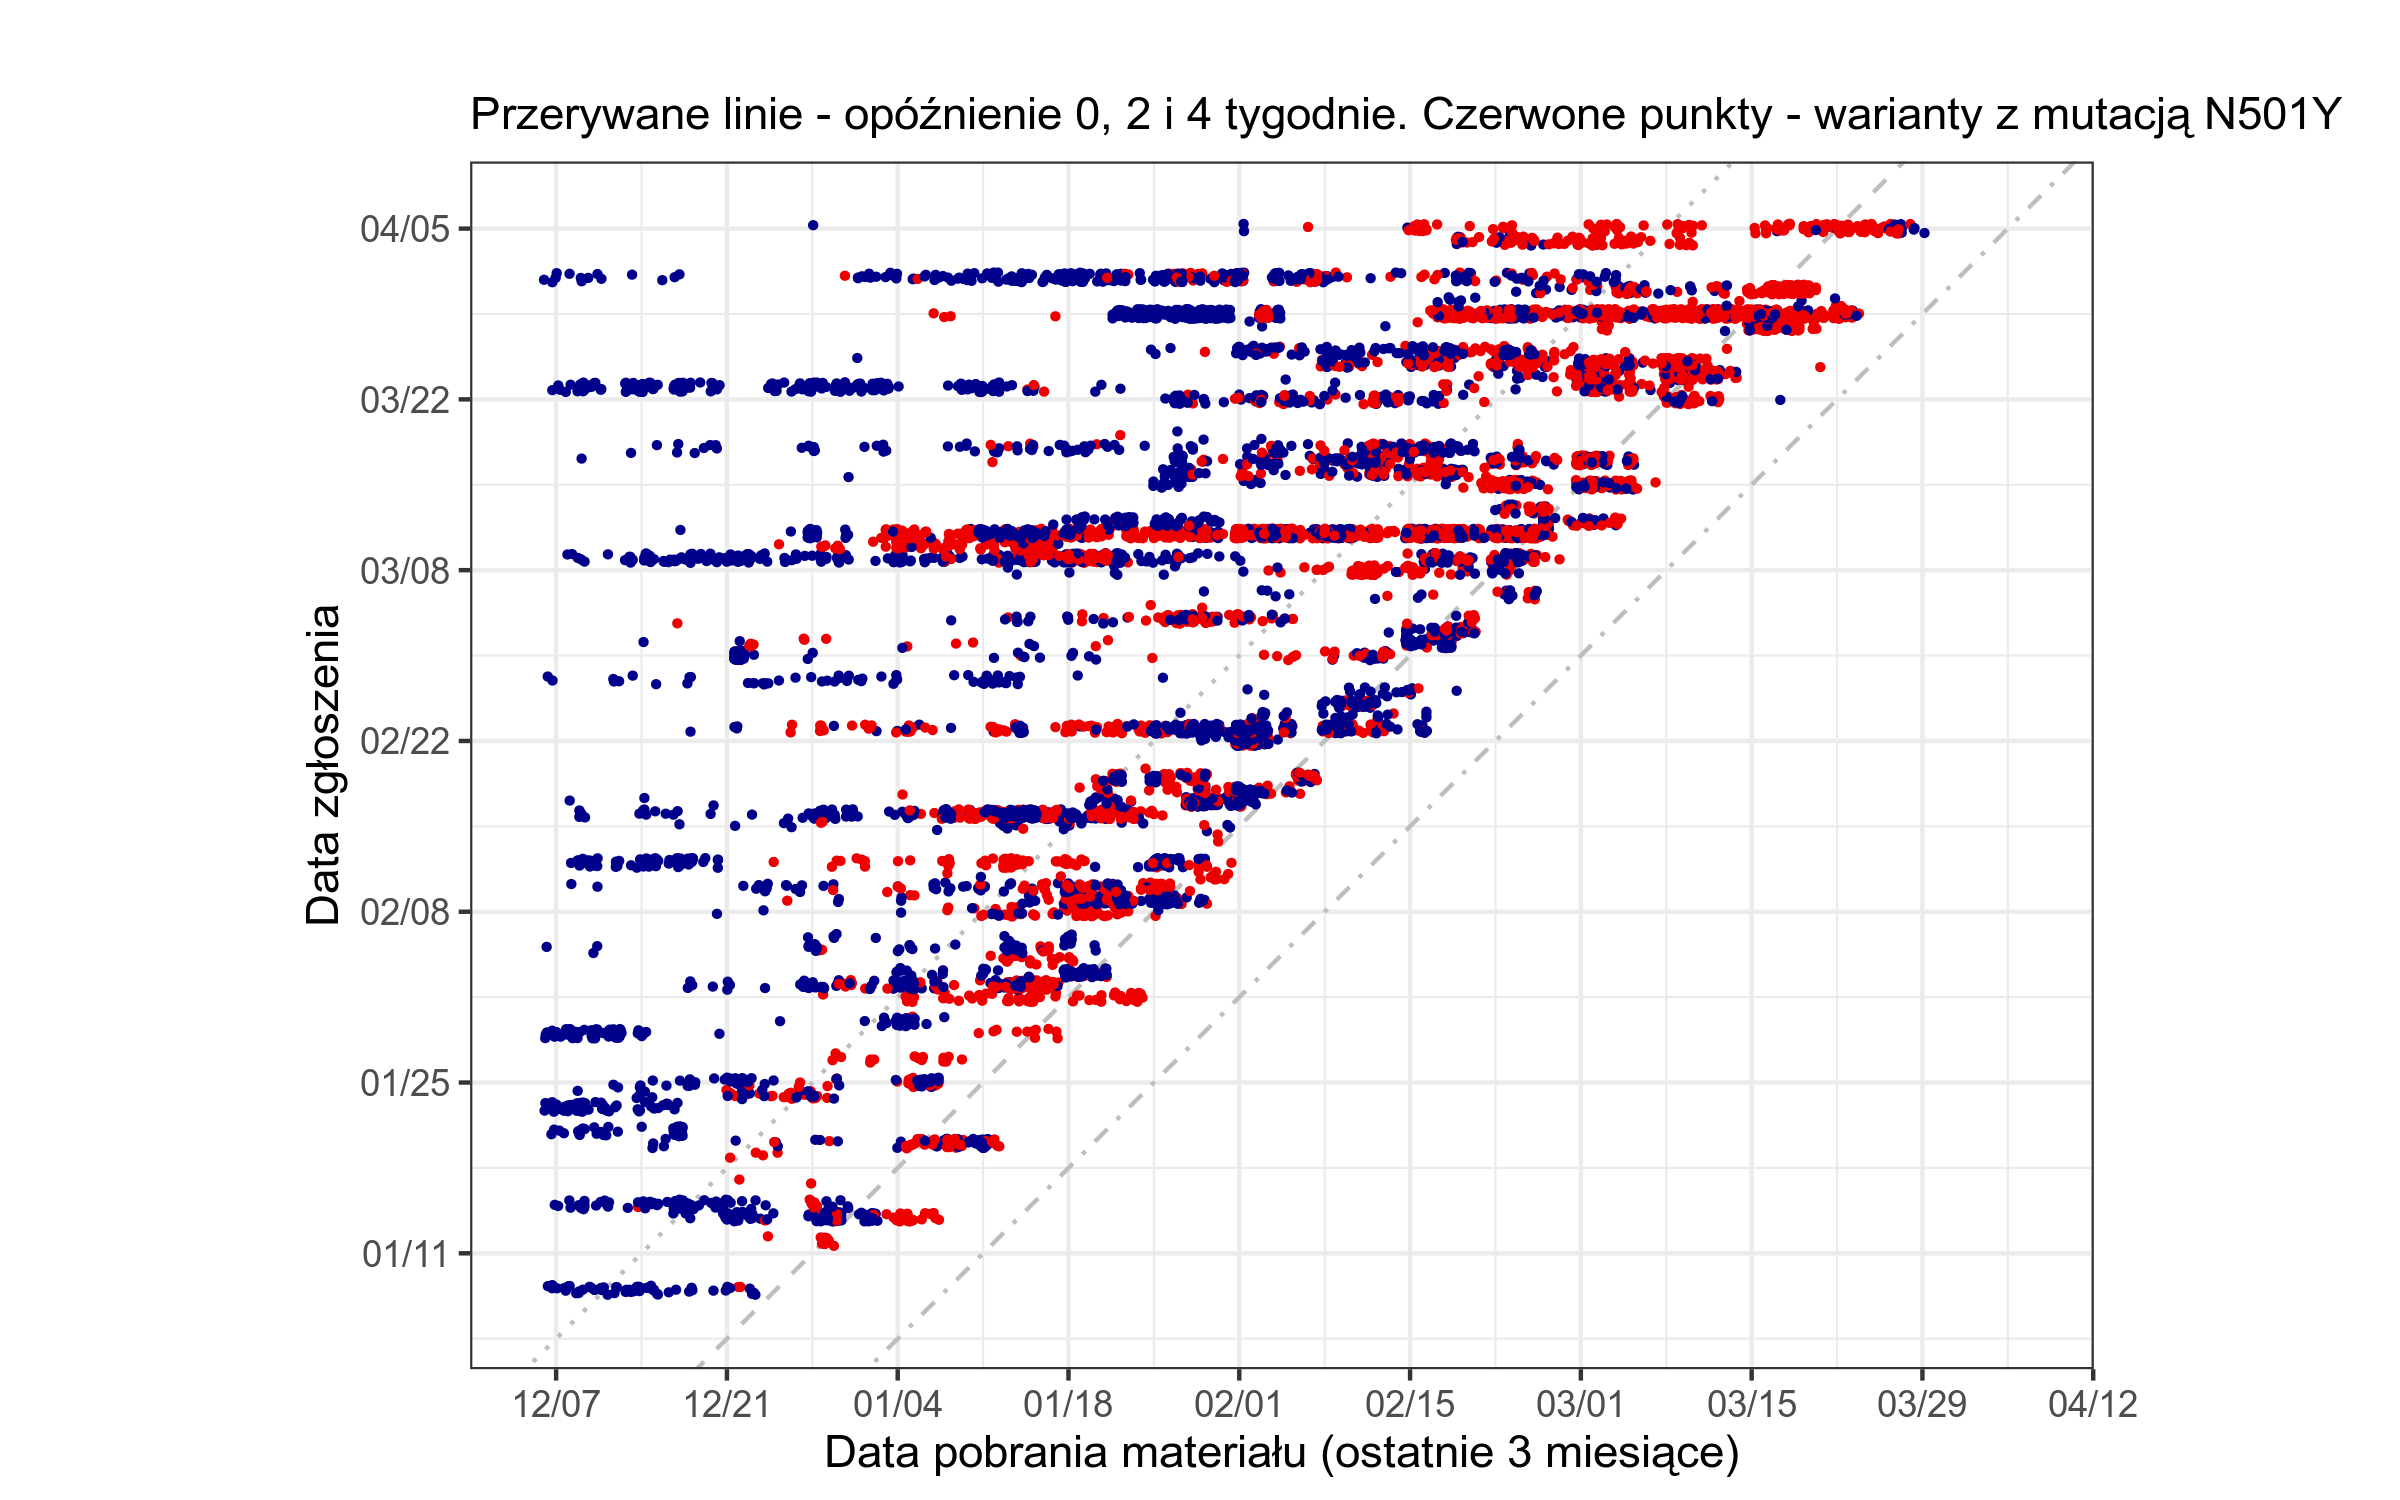 Przerywane linie - opóźnienie 0, 2 i 4 tygodnie. Czerwone punkty - warianty z mutacją N501Y
04/05
03/22
03/08
02/22
02/08
01/25
01/11
Data zgłoszenia
12/07 12/21 01/04 01/18 02/01 02/15 03/01 03/15 03/29 04/12
Data pobrania materiału (ostatnie 3 miesiące)